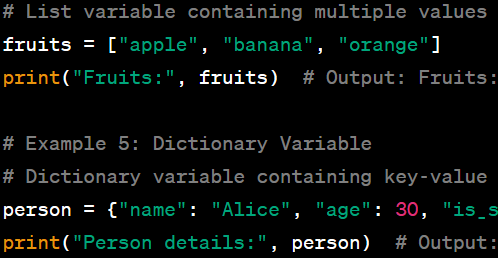 # List variable containing multiple values
fruits = ["apple", "banana", "orange"]
print("Fruits:", fruits)  # Output: Fruits:
# Example 5: Dictionary Variable
# Dictionary variable containing key-value
person = {"name": "Alice", "age": 30, "is_s
print("Person details:", person)  # Output: